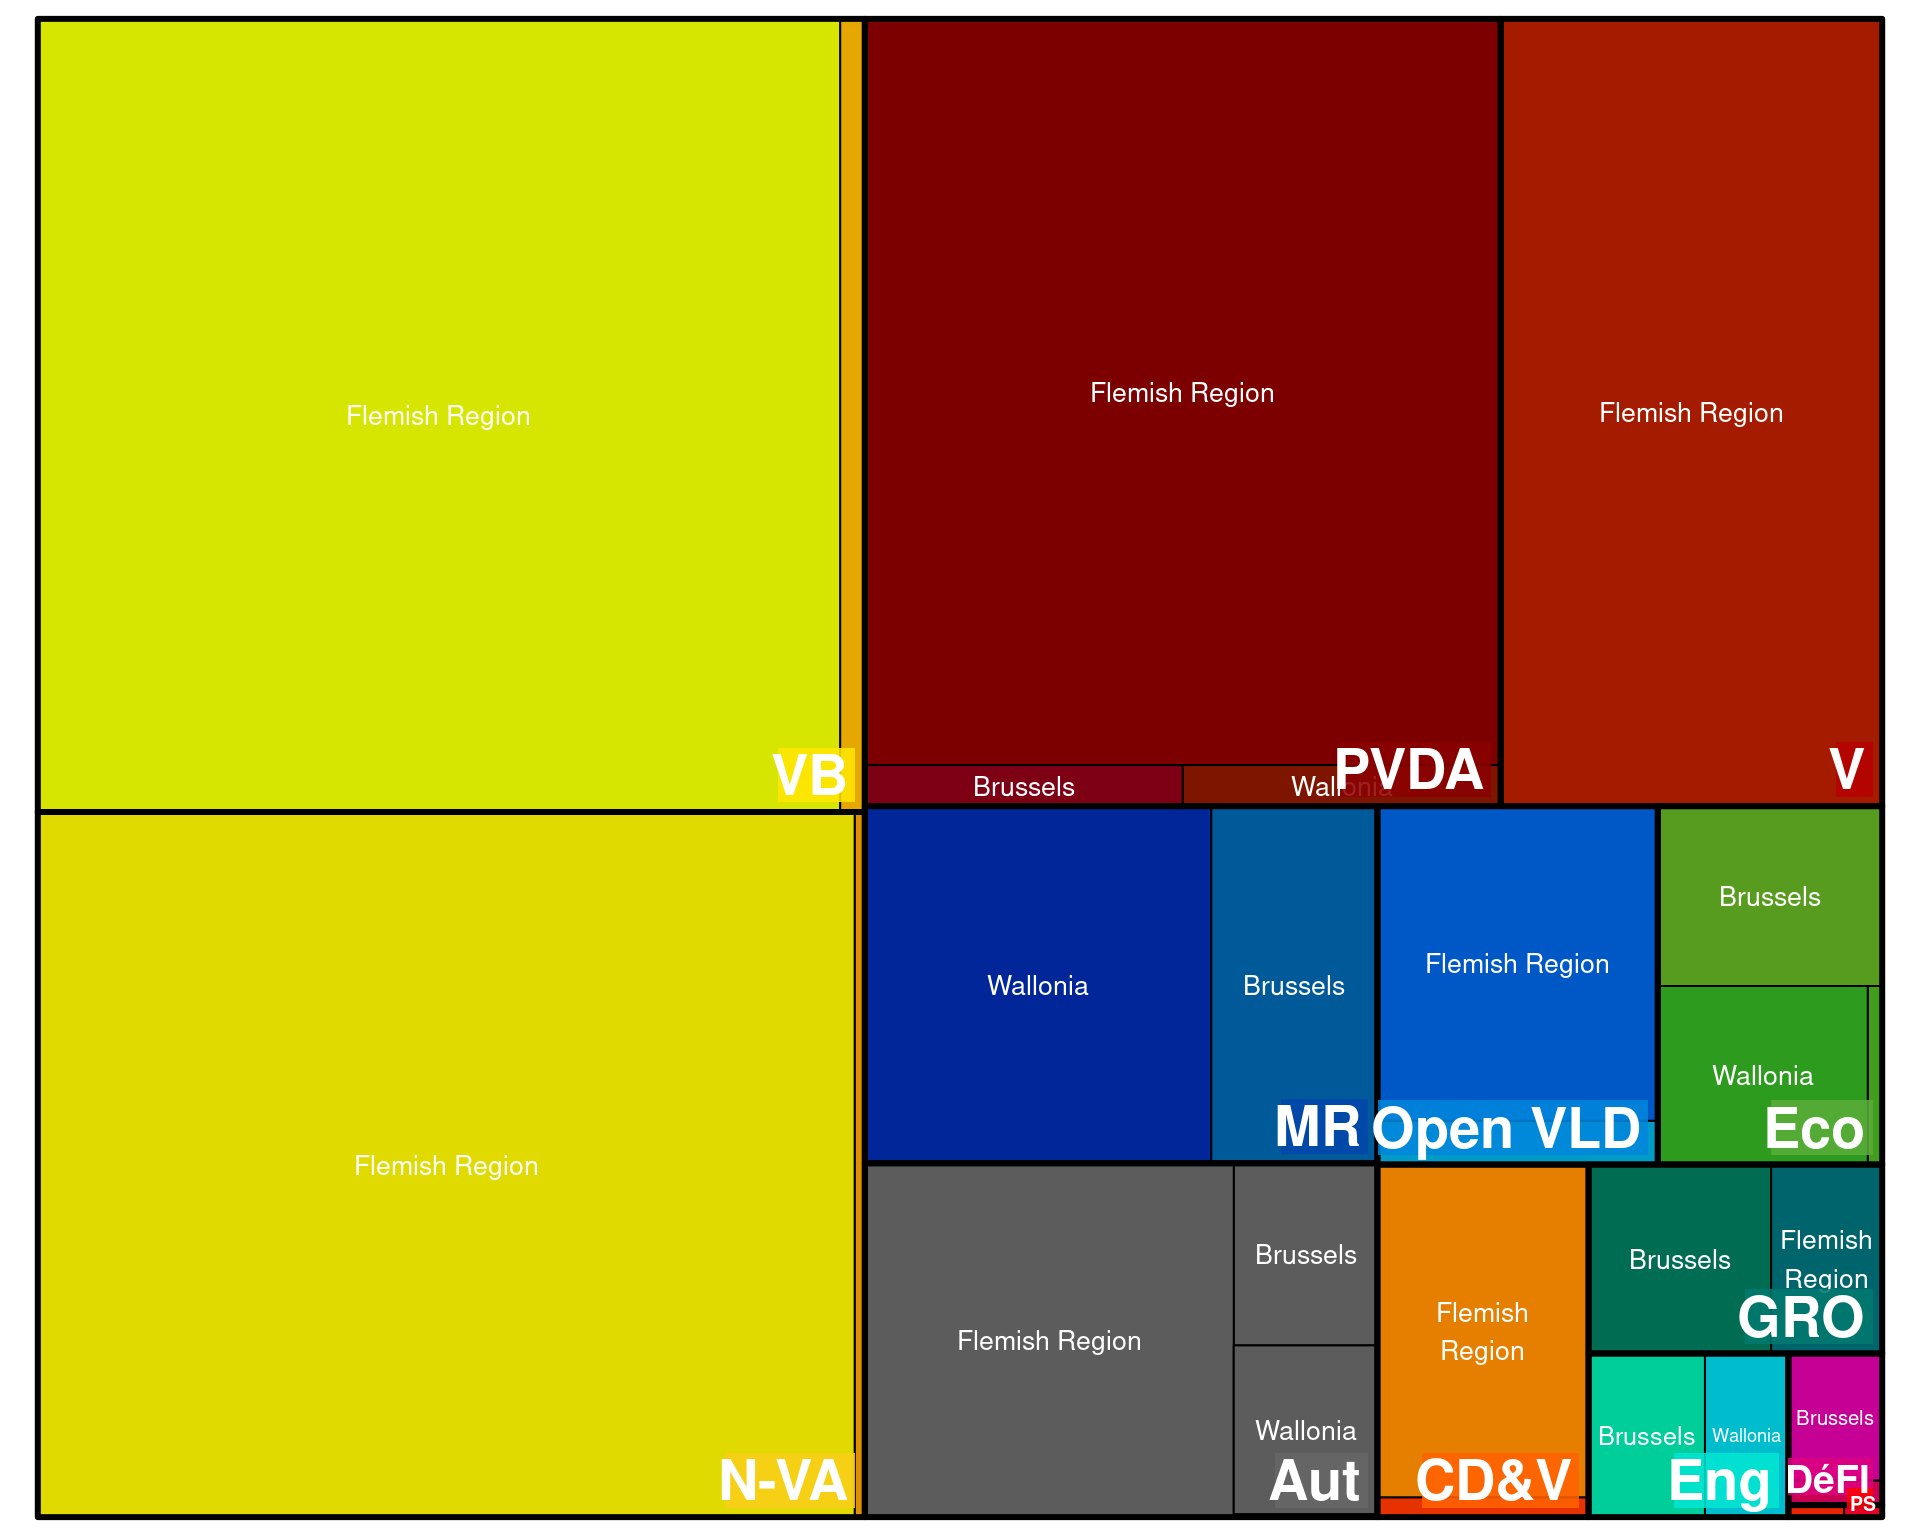 Flemish Region
VB
Flemish Region
Brussels
Wallonia
PVDA
Flemish Region
V
Flemish Region
N-VA
Wallonia
Brussels
MR
Flemish Region
Open VLD
Brussels
Wallonia
Eco
Flemish Region
Brussels
Wallonia
Aut
Flemish
Region
CD&V
Brussels
Flemish
Region
GRO
Brussels
Wallonia
Eng
Brussels
DéFI
PS